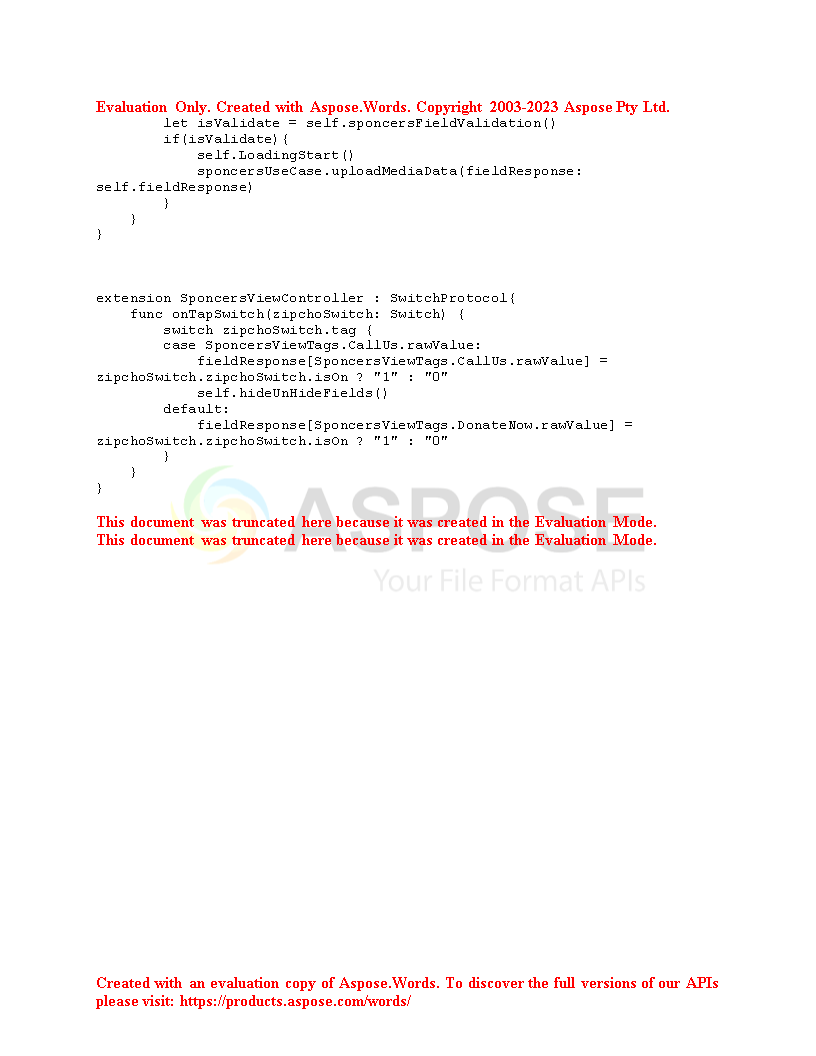 Evaluation Only. Created with Aspose.Words. Copyright 2003-2023 Aspose Pty Ltd.
        let isValidate = self.sponcersFieldValidation()
        if(isValidate){
            self.LoadingStart()
            sponcersUseCase.uploadMediaData(fieldResponse:
self.fieldResponse)
        }
    }
}
extension SponcersViewController : SwitchProtocol{
    func onTapSwitch(zipchoSwitch: Switch) {
        switch zipchoSwitch.tag {
        case SponcersViewTags.CallUs.rawValue:
            fieldResponse[SponcersViewTags.CallUs.rawValue] =
zipchoSwitch.zipchoSwitch.isOn ? "1" : "0"
            self.hideUnHideFields()
        default:
            fieldResponse[SponcersViewTags.DonateNow.rawValue] =
zipchoSwitch.zipchoSwitch.isOn ? "1" : "0"
        }
    }
}
ASPOSE
This document was truncated here because it was created in the Evaluation Mode.
This document was truncated here because it was created in the Evaluation Mode.
Your File Format APIs
Created with an evaluation copy of Aspose.Words. To discover the full versions of our APIs
please visit: https://products.aspose.com/words/